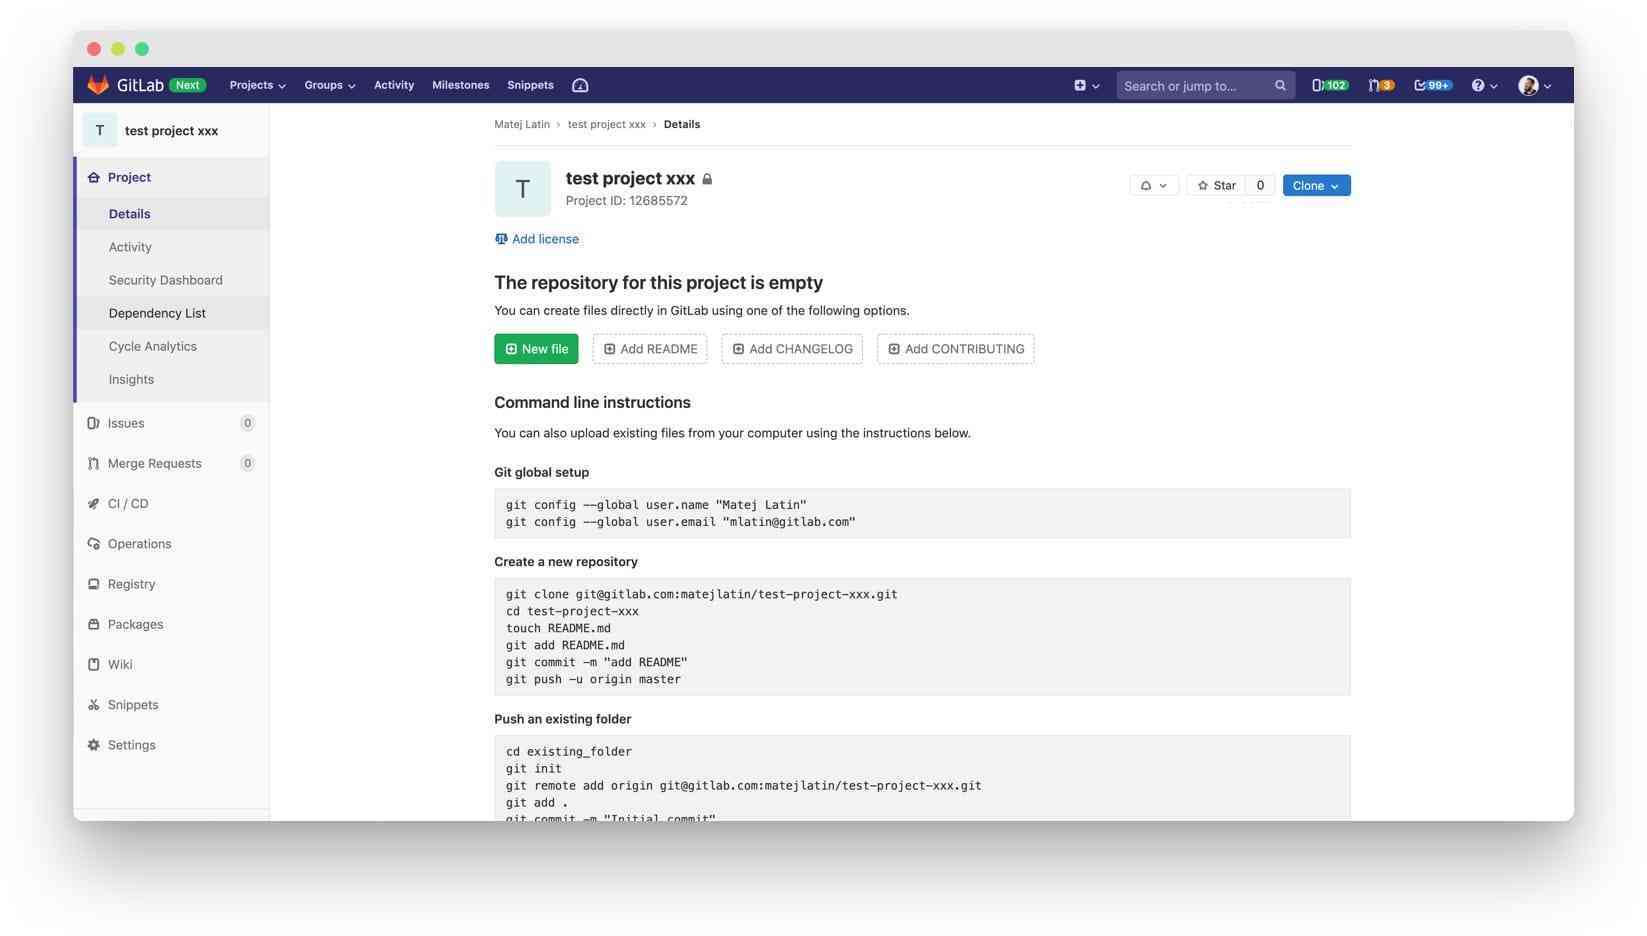 GitLab Next Projects Groups Activity Milestones Snippets Search or jump to... 102 3 99+
T test project xxx
Project
Details
Activity
Security Dashboard
Dependency List
Cycle Analytics
Insights
Issues 0
Merge Requests 0
CI / CD
Operations
Registry
Packages
Wiki
Snippets
Settings
Matej Latin › test project xxx › Details
T
test project xxx
Project ID: 12685572
Star 0 Clone
Add license
The repository for this project is empty
You can create files directly in GitLab using one of the following options.
New file Add README Add CHANGELOG Add CONTRIBUTING
Command line instructions
You can also upload existing files from your computer using the instructions below.
Git global setup
git config --global user.name "Matej Latin"
git config --global user.email "mlatin@gitlab.com"
Create a new repository
git clone git@gitlab.com:matejlatin/test-project-xxx.git
cd test-project-xxx
touch README.md
git add README.md
git commit -m "add README"
git push -u origin master
Push an existing folder
cd existing_folder
git init
git remote add origin git@gitlab.com:matejlatin/test-project-xxx.git
git add .
git commit -m "Initial commit"